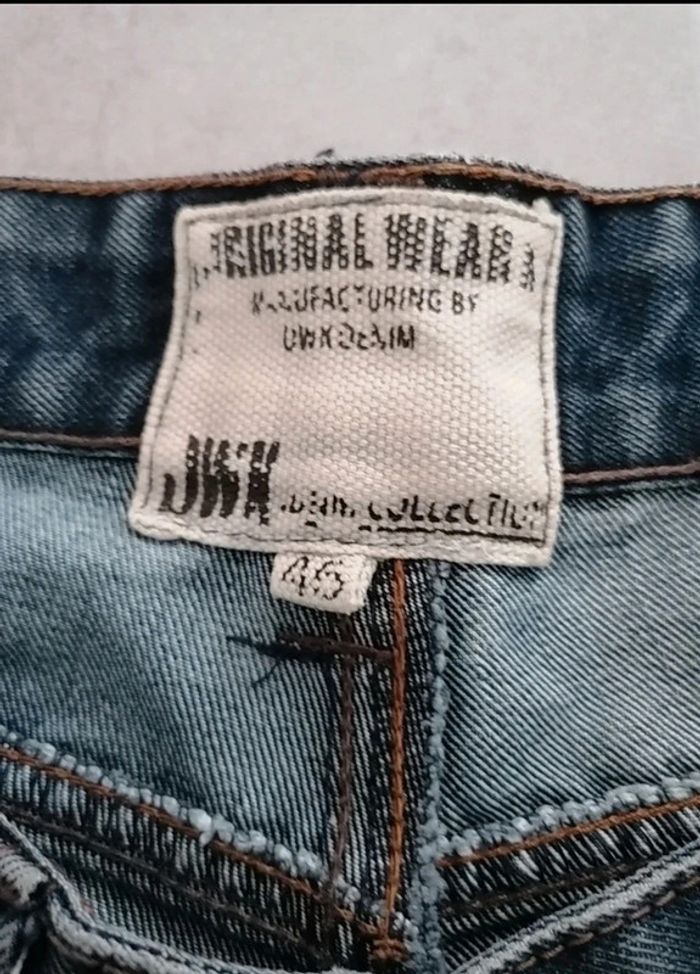 ORIGINAL WEAR
MANUFACTURING BY
UWK DENIM
JWK DENIM COLLECTION
46